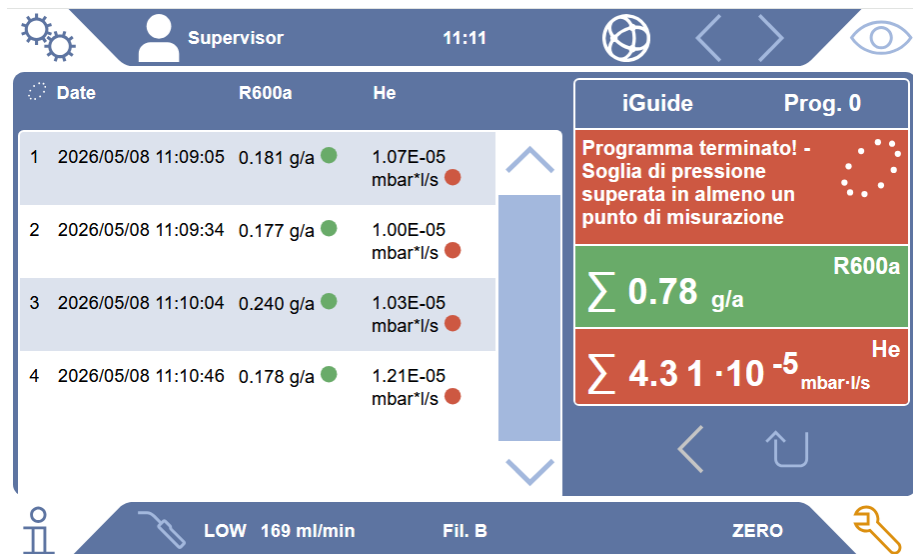 Supervisor 11:11
Date R600a He
iGuide Prog. 0
1 2026/05/08 11:09:05 0.181 g/a 1.07E-05
mbar*l/s
2 2026/05/08 11:09:34 0.177 g/a 1.00E-05
mbar*l/s
3 2026/05/08 11:10:04 0.240 g/a 1.03E-05
mbar*l/s
4 2026/05/08 11:10:46 0.178 g/a 1.21E-05
mbar*l/s
Programma terminato! -
Soglia di pressione
superata in almeno un
punto di misurazione
R600a
∑ 0.78 g/a
He
∑ 4.3 1 ·10 -5 mbar·l/s
LOW 169 ml/min Fil. B ZERO